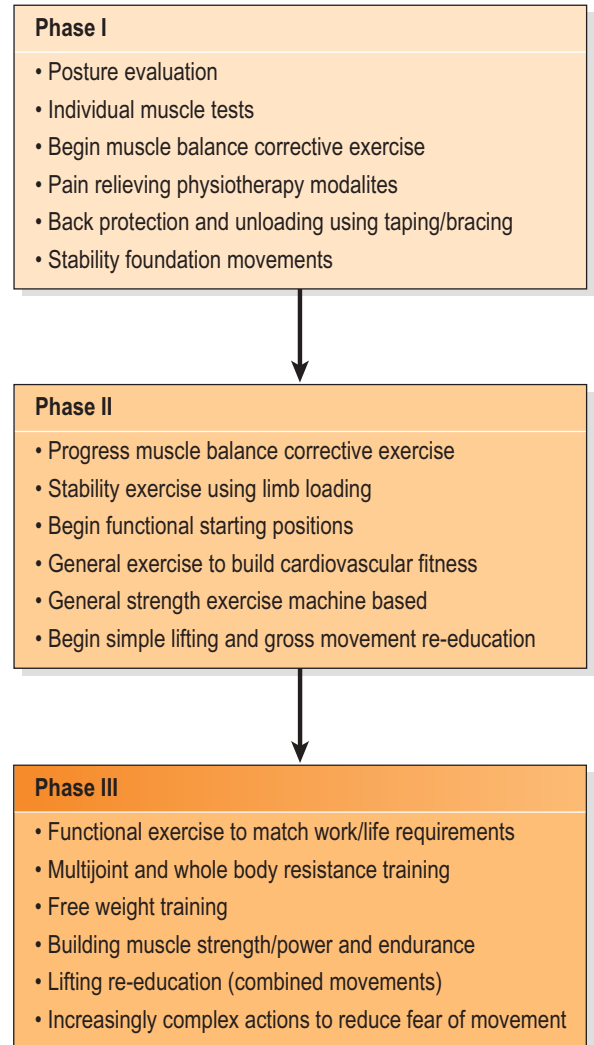 Phase I
• Posture evaluation
• Individual muscle tests
• Begin muscle balance corrective exercise
• Pain relieving physiotherapy modalites
• Back protection and unloading using taping/bracing
• Stability foundation movements
Phase II
• Progress muscle balance corrective exercise
• Stability exercise using limb loading
• Begin functional starting positions
• General exercise to build cardiovascular fitness
• General strength exercise machine based
• Begin simple lifting and gross movement re-education
Phase III
• Functional exercise to match work/life requirements
• Multijoint and whole body resistance training
• Free weight training
• Building muscle strength/power and endurance
• Lifting re-education (combined movements)
• Increasingly complex actions to reduce fear of movement